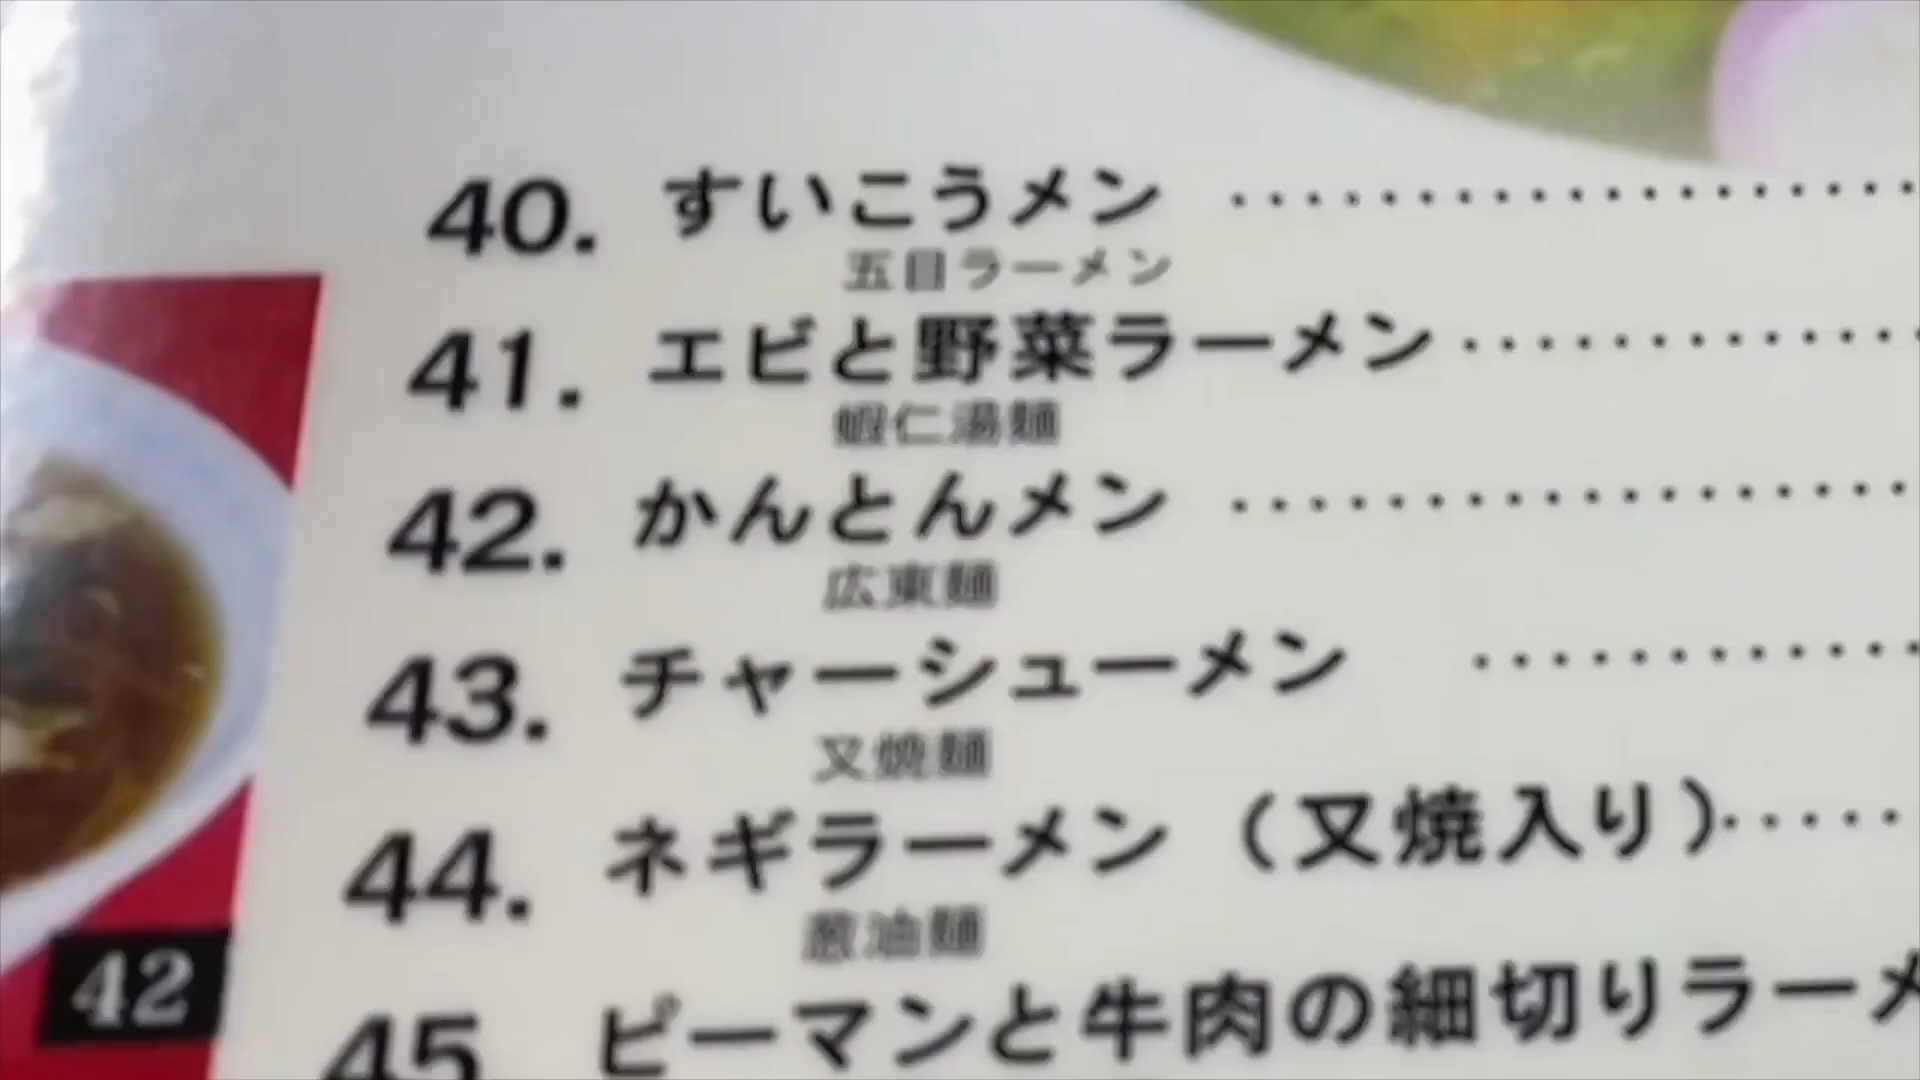 40. すいこうメン ･･････････････････
五目ラーメン
41. エビと野菜ラーメン ････････････
蝦仁湯麺
42. かんとんメン ･･････････････････
広東麺
43. チャーシューメン ････････････
叉焼麺
44. ネギラーメン (叉焼入り) ･････
葱油麺
45 ピーマンと牛肉の細切りラーメ
42